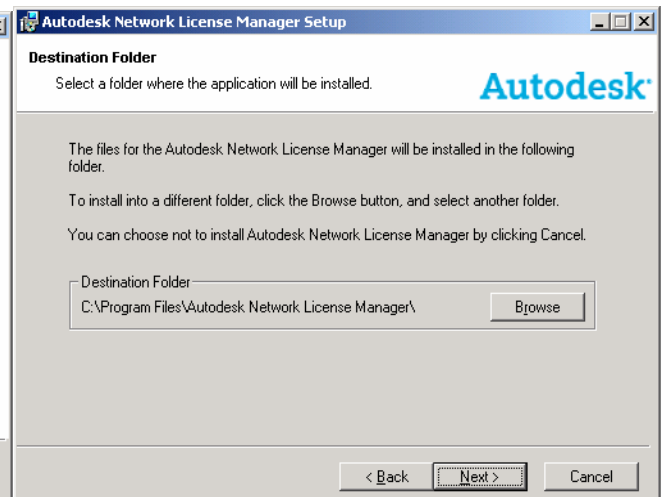 Autodesk Network License Manager Setup
Destination Folder
Select a folder where the application will be installed.
Autodesk
The files for the Autodesk Network License Manager will be installed in the following
folder.
To install into a different folder, click the Browse button, and select another folder.
You can choose not to install Autodesk Network License Manager by clicking Cancel.
Destination Folder
C:\Program Files\Autodesk Network License Manager\
Browse
< Back
Next >
Cancel